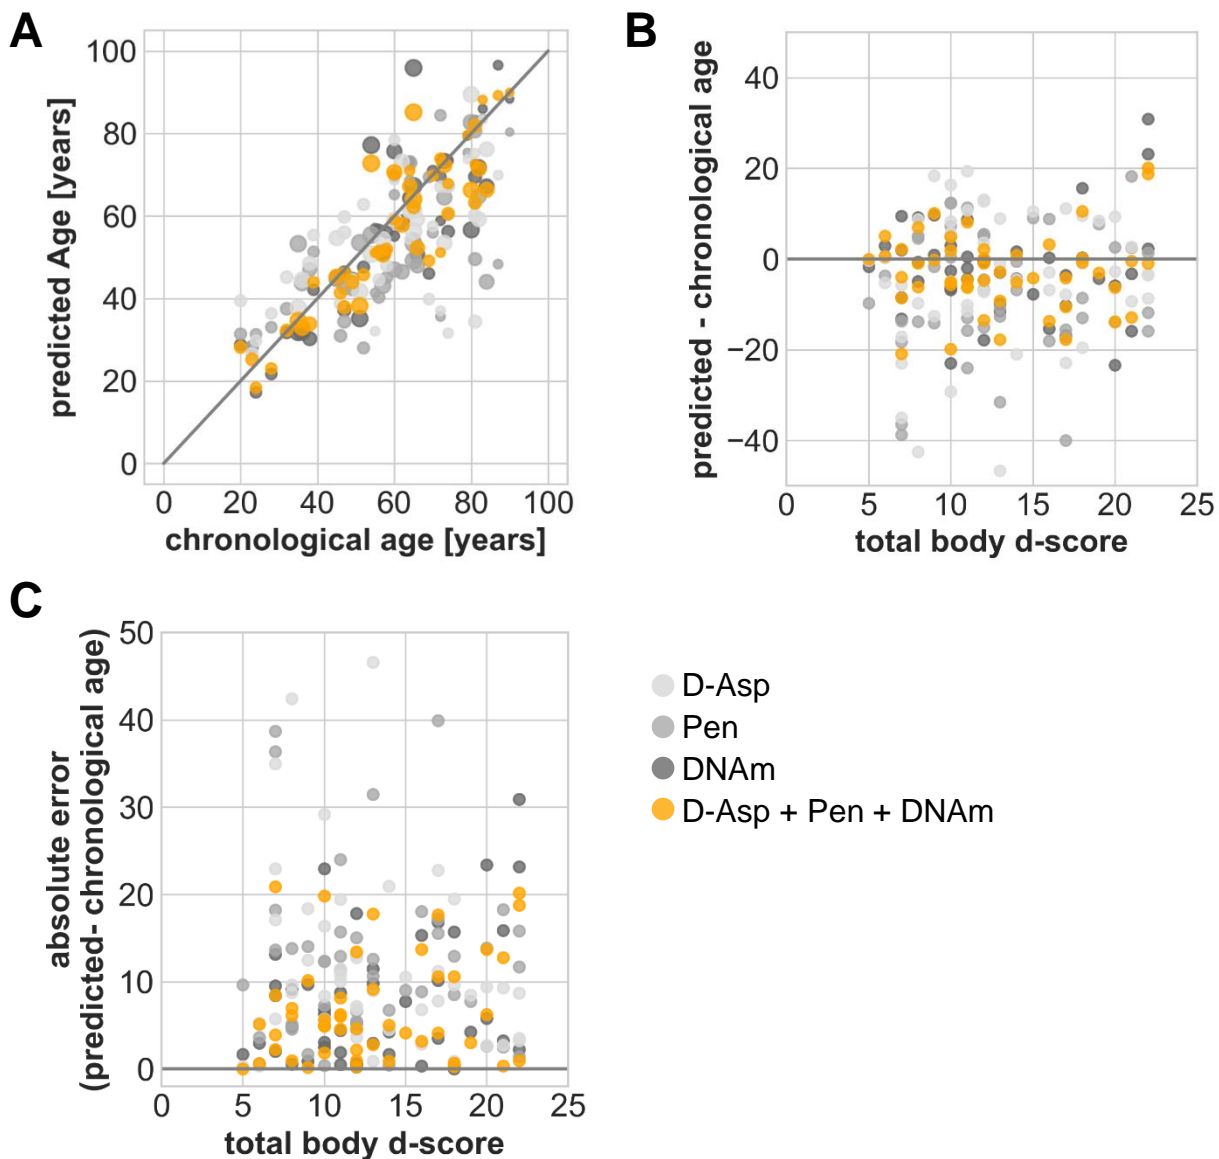 A
predicted Age [years]
100
80
60
40
20
0
0 20 40 60 80 100
chronological age [years]
B
predicted - chronological age
40
20
0
−20
−40
0 5 10 15 20 25
total body d-score
C
absolute error
(predicted- chronological age)
50
40
30
20
10
0
0 5 10 15 20 25
total body d-score
D-Asp
Pen
DNAm
D-Asp + Pen + DNAm